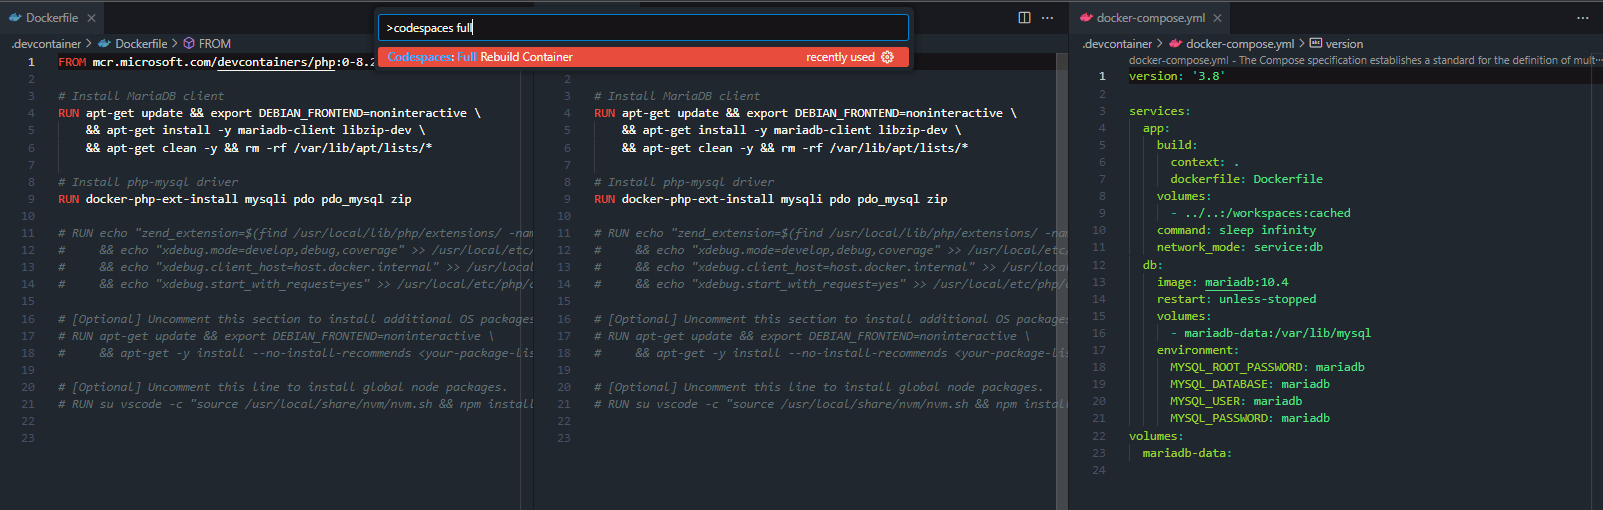 Dockerfile
.devcontainer > Dockerfile > FROM
1 FROM mcr.microsoft.com/devcontainers/php:0-8.2
2
3 # Install MariaDB client
4 RUN apt-get update && export DEBIAN_FRONTEND=noninteractive \
5 && apt-get install -y mariadb-client libzip-dev \
6 && apt-get clean -y && rm -rf /var/lib/apt/lists/*
7
8 # Install php-mysql driver
9 RUN docker-php-ext-install mysqli pdo pdo_mysql zip
10
11 # RUN echo "zend_extension=$(find /usr/local/lib/php/extensions/ -nam
12 # && echo "xdebug.mode=develop,debug,coverage" >> /usr/local/etc/
13 # && echo "xdebug.client_host=host.docker.internal" >> /usr/local
14 # && echo "xdebug.start_with_request=yes" >> /usr/local/etc/php/
15
16 # [Optional] Uncomment this section to install additional OS packages
17 # RUN apt-get update && export DEBIAN_FRONTEND=noninteractive \
18 # && apt-get -y install --no-install-recommends <your-package-lis
19
20 # [Optional] Uncomment this line to install global node packages.
21 # RUN su vscode -c "source /usr/local/share/nvm/nvm.sh && npm install
22
23
>codespaces full
Codespaces: Full Rebuild Container recently used
2
3 # Install MariaDB client
4 RUN apt-get update && export DEBIAN_FRONTEND=noninteractive \
5 && apt-get install -y mariadb-client libzip-dev \
6 && apt-get clean -y && rm -rf /var/lib/apt/lists/*
7
8 # Install php-mysql driver
9 RUN docker-php-ext-install mysqli pdo pdo_mysql zip
10
11 # RUN echo "zend_extension=$(find /usr/local/lib/php/extensions/ -nam
12 # && echo "xdebug.mode=develop,debug,coverage" >> /usr/local/etc/
13 # && echo "xdebug.client_host=host.docker.internal" >> /usr/local
14 # && echo "xdebug.start_with_request=yes" >> /usr/local/etc/php/
15
16 # [Optional] Uncomment this section to install additional OS packages
17 # RUN apt-get update && export DEBIAN_FRONTEND=noninteractive \
18 # && apt-get -y install --no-install-recommends <your-package-lis
19
20 # [Optional] Uncomment this line to install global node packages.
21 # RUN su vscode -c "source /usr/local/share/nvm/nvm.sh && npm install
22
23
docker-compose.yml
.devcontainer > docker-compose.yml > version
docker-compose.yml - The Compose specification establishes a standard for the definition of mult···
1 version: '3.8'
2
3 services:
4 app:
5 build:
6 context: .
7 dockerfile: Dockerfile
8 volumes:
9 - ../..:/workspaces:cached
10 command: sleep infinity
11 network_mode: service:db
12 db:
13 image: mariadb:10.4
14 restart: unless-stopped
15 volumes:
16 - mariadb-data:/var/lib/mysql
17 environment:
18 MYSQL_ROOT_PASSWORD: mariadb
19 MYSQL_DATABASE: mariadb
20 MYSQL_USER: mariadb
21 MYSQL_PASSWORD: mariadb
22 volumes:
23 mariadb-data:
24